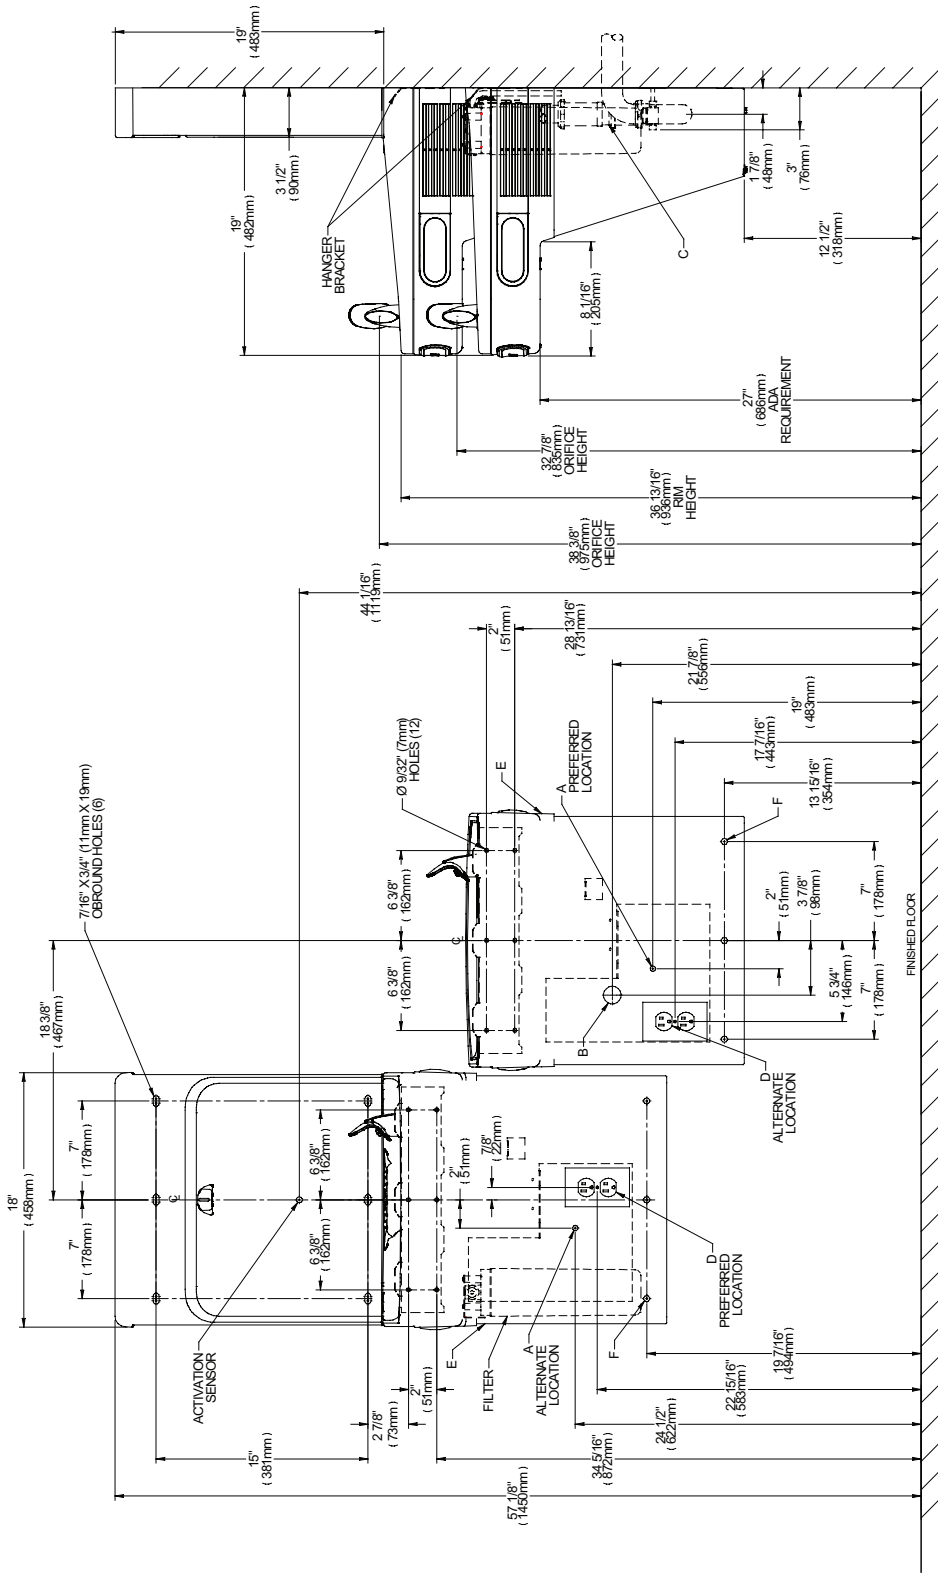 57 1/8"
( 1450mm )
15"
( 381mm )
2 7/8"
( 73mm )
2"
( 51mm )
34 5/16"
( 872mm )
24 1/2"
( 622mm )
22 15/16"
( 583mm )
19 7/16"
( 494mm )
ACTIVATION
SENSOR
E
FILTER
A
ALTERNATE
LOCATION
F
D
PREFERRED
LOCATION
18"
( 458mm )
7"
( 178mm )
7"
( 178mm )
18 3/8"
( 467mm )
7/16" X 3/4" (11mm X 19mm)
OBROUND HOLES (6)
6 3/8"
( 162mm )
6 3/8"
( 162mm )
2"
( 51mm )
7/8"
( 22mm )
6 3/8"
( 162mm )
6 3/8"
( 162mm )
Ø 9/32" (7mm)
HOLES (12)
E
A
PREFERRED
LOCATION
B
D
ALTERNATE
LOCATION
F
2"
( 51mm )
3 7/8"
( 98mm )
5 3/4"
( 146mm )
7"
( 178mm )
7"
( 178mm )
2"
( 51mm )
28 13/16"
( 731mm )
21 7/8"
( 556mm )
19"
( 483mm )
17 7/16"
( 443mm )
13 15/16"
( 354mm )
FINISHED FLOOR
44 1/16"
( 1119mm )
38 3/8"
( 975mm )
ORIFICE
HEIGHT
36 13/16"
( 936mm )
RIM
HEIGHT
32 7/8"
( 835mm )
ORIFICE
HEIGHT
27"
( 686mm )
ADA
REQUIREMENT
19"
( 483mm )
19"
( 482mm )
3 1/2"
( 90mm )
HANGER
BRACKET
8 1/16"
( 205mm )
C
1 7/8"
( 48mm )
3"
( 76mm )
12 1/2"
( 318mm )